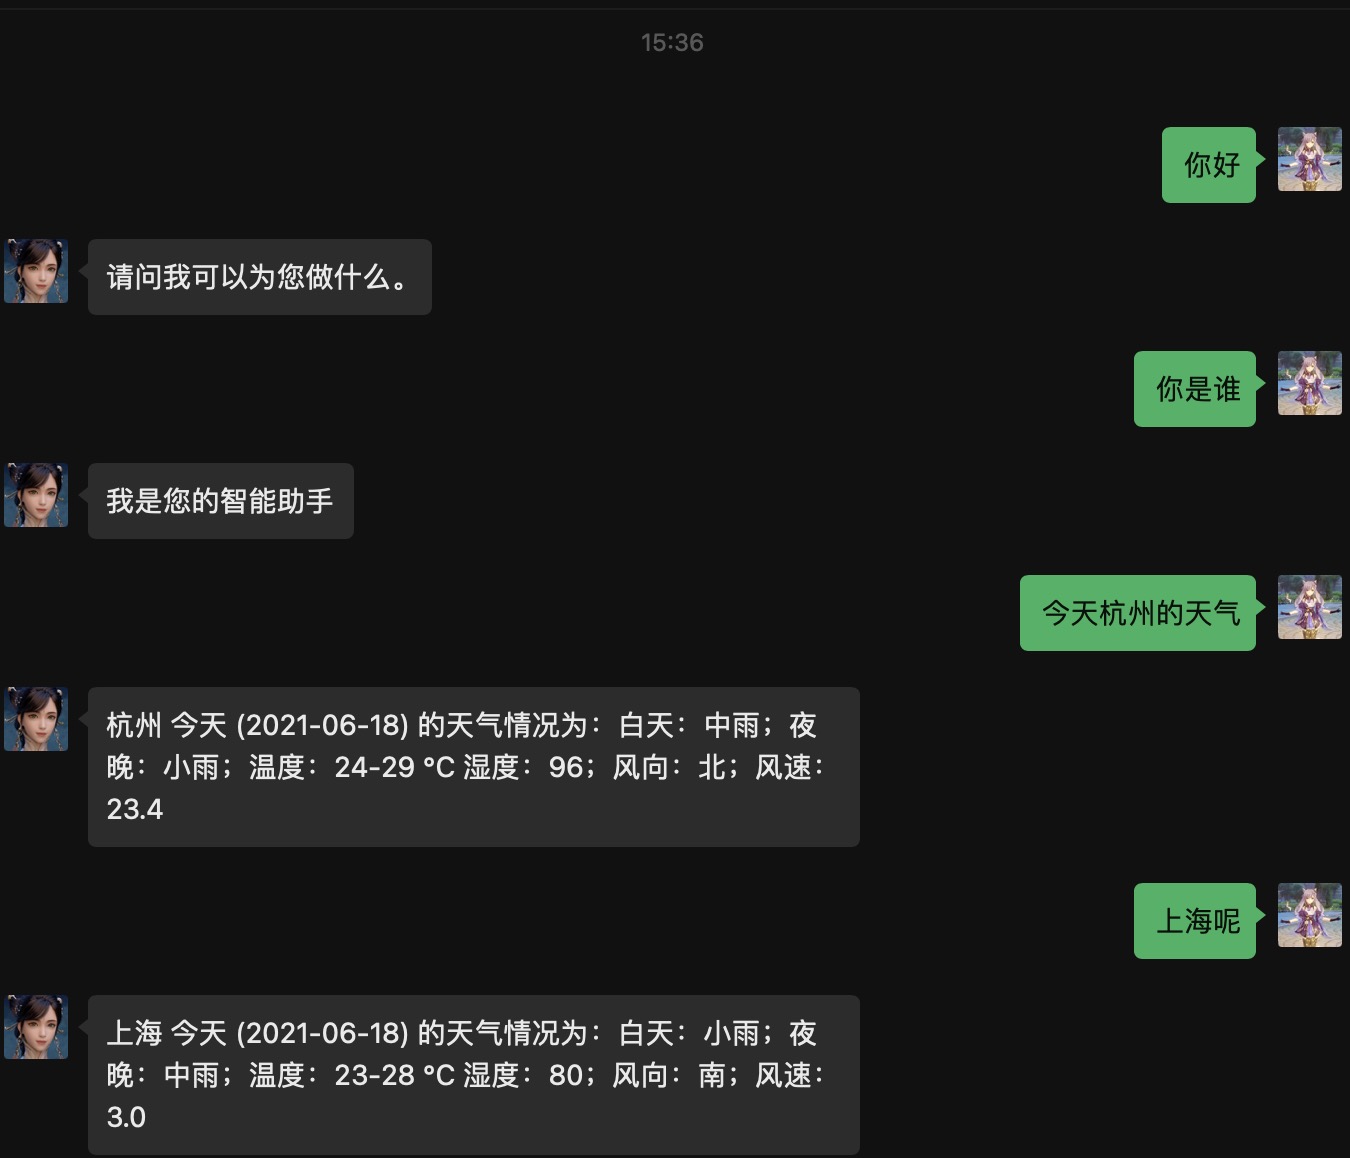 15:36
你好
请问我可以为您做什么。
你是谁
我是您的智能助手
今天杭州的天气
杭州 今天 (2021-06-18) 的天气情况为：白天：中雨；夜
晚：小雨；温度：24-29 °C 湿度：96；风向：北；风速：
23.4
上海呢
上海 今天 (2021-06-18) 的天气情况为：白天：小雨；夜
晚：中雨；温度：23-28 °C 湿度：80；风向：南；风速：
3.0